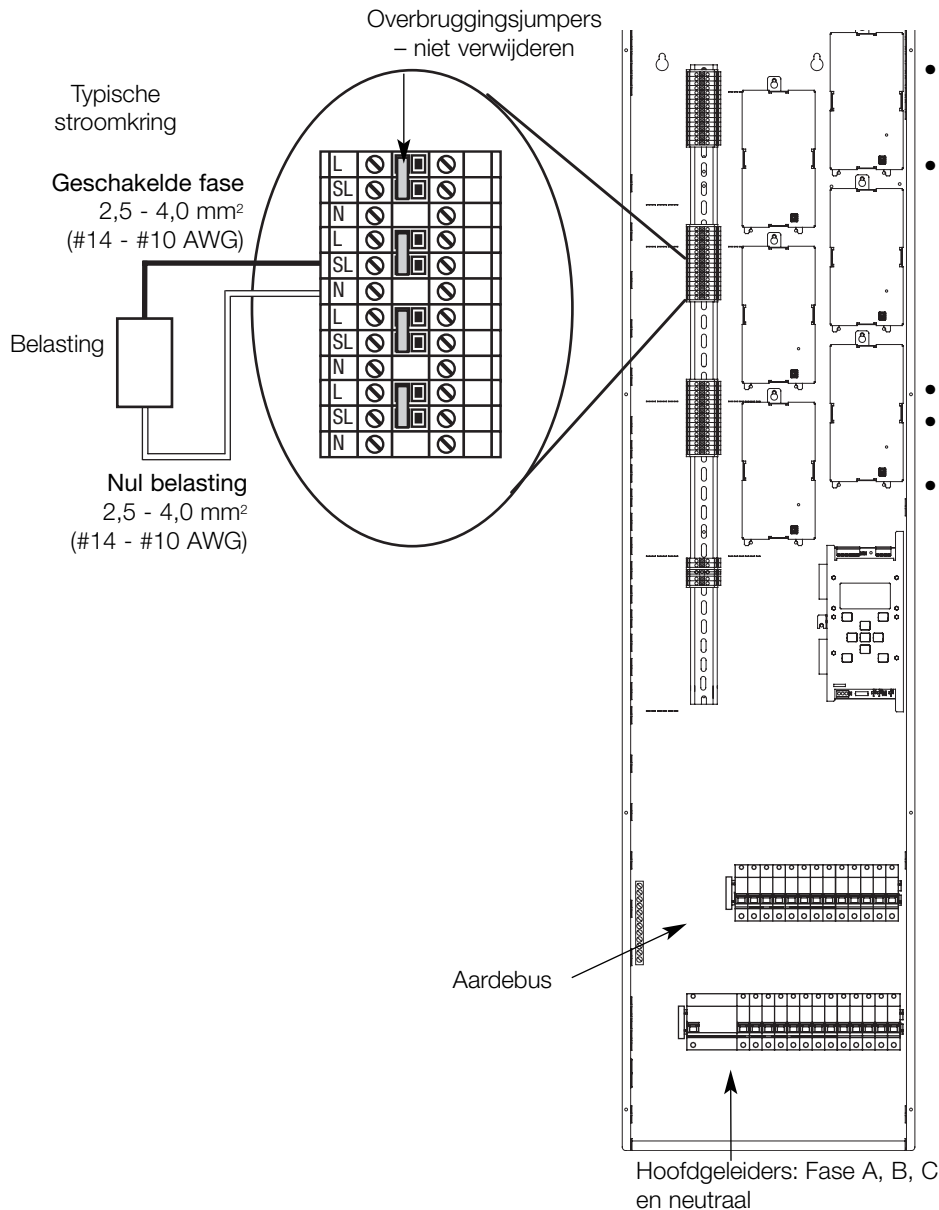 Overbruggingsjumpers
– niet verwijderen
Typische
stroomkring
Geschakelde fase
2,5 - 4,0 mm²
(#14 - #10 AWG)
L
SL
N
L
SL
N
L
SL
N
L
SL
N
Belasting
Nul belasting
2,5 - 4,0 mm²
(#14 - #10 AWG)
Aardebus
Hoofdgeleiders: Fase A, B, C
en neutraal